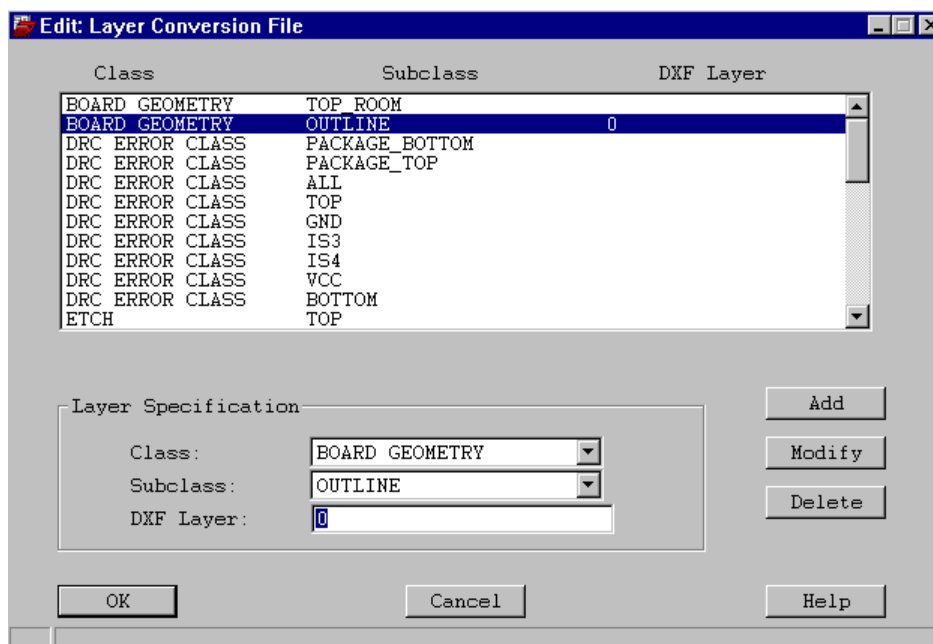 Edit: Layer Conversion File
Class Subclass DXF Layer
BOARD GEOMETRY TOP_ROOM
BOARD GEOMETRY OUTLINE 0
DRC ERROR CLASS PACKAGE_BOTTOM
DRC ERROR CLASS PACKAGE_TOP
DRC ERROR CLASS ALL
DRC ERROR CLASS TOP
DRC ERROR CLASS GND
DRC ERROR CLASS IS3
DRC ERROR CLASS IS4
DRC ERROR CLASS VCC
DRC ERROR CLASS BOTTOM
ETCH TOP
Layer Specification
Class: BOARD GEOMETRY
Subclass: OUTLINE
DXF Layer: 0
Add
Modify
Delete
OK Cancel Help